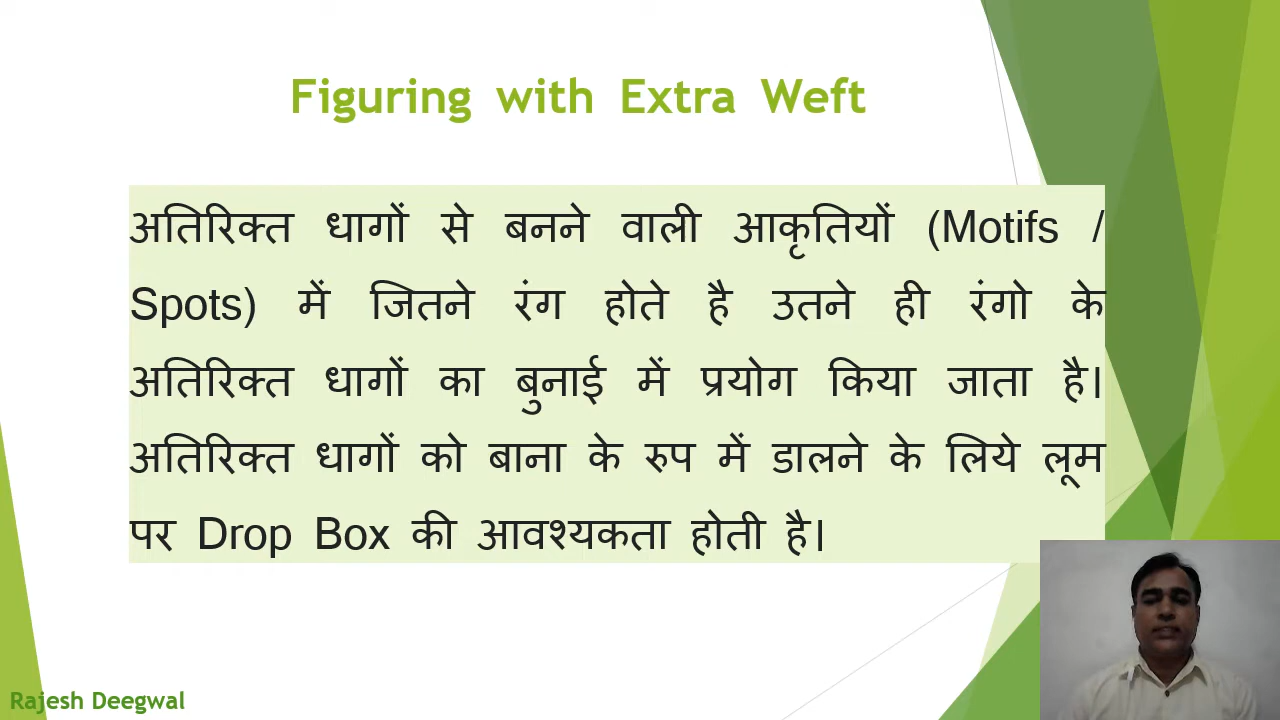 Figuring with Extra Weft
अतिरिक्त धागों से बनने वाली आकृतियों (Motifs /
Spots) में जितने रंग होते है उतने ही रंगो के
अतिरिक्त धागों का बुनाई में प्रयोग किया जाता है।
अतिरिक्त धागों को बाना के रुप में डालने के लिये लूम
पर Drop Box की आवश्यकता होती है।
Rajesh Deegwal